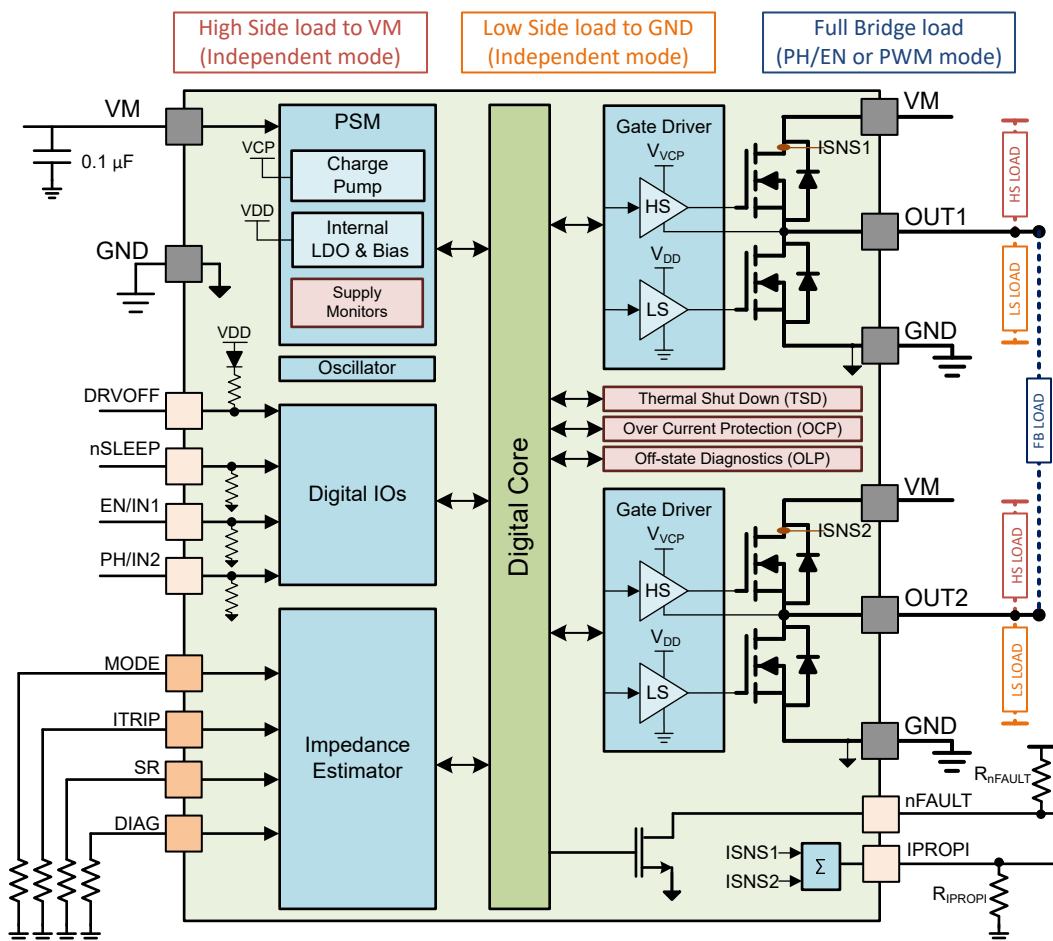 High Side load to VM
(Independent mode)
Low Side load to GND
(Independent mode)
Full Bridge load
(PH/EN or PWM mode)
VM
0.1 µF
GND
PSM
VCP
Charge
Pump
VDD
Internal
LDO & Bias
Supply
Monitors
Oscillator
VDD
DRVOFF
nSLEEP
EN/IN1
PH/IN2
Digital IOs
MODE
ITRIP
SR
DIAG
Impedance
Estimator
Digital Core
Gate Driver
VVCP
HS
VDD
LS
ISNS1
VM
OUT1
GND
HS LOAD
LS LOAD
FB LOAD
Thermal Shut Down (TSD)
Over Current Protection (OCP)
Off-state Diagnostics (OLP)
Gate Driver
VVCP
HS
VDD
LS
ISNS2
VM
OUT2
GND
HS LOAD
LS LOAD
RnFAULT
nFAULT
ISNS1
ISNS2
Σ
IPROPI
RIPROPI